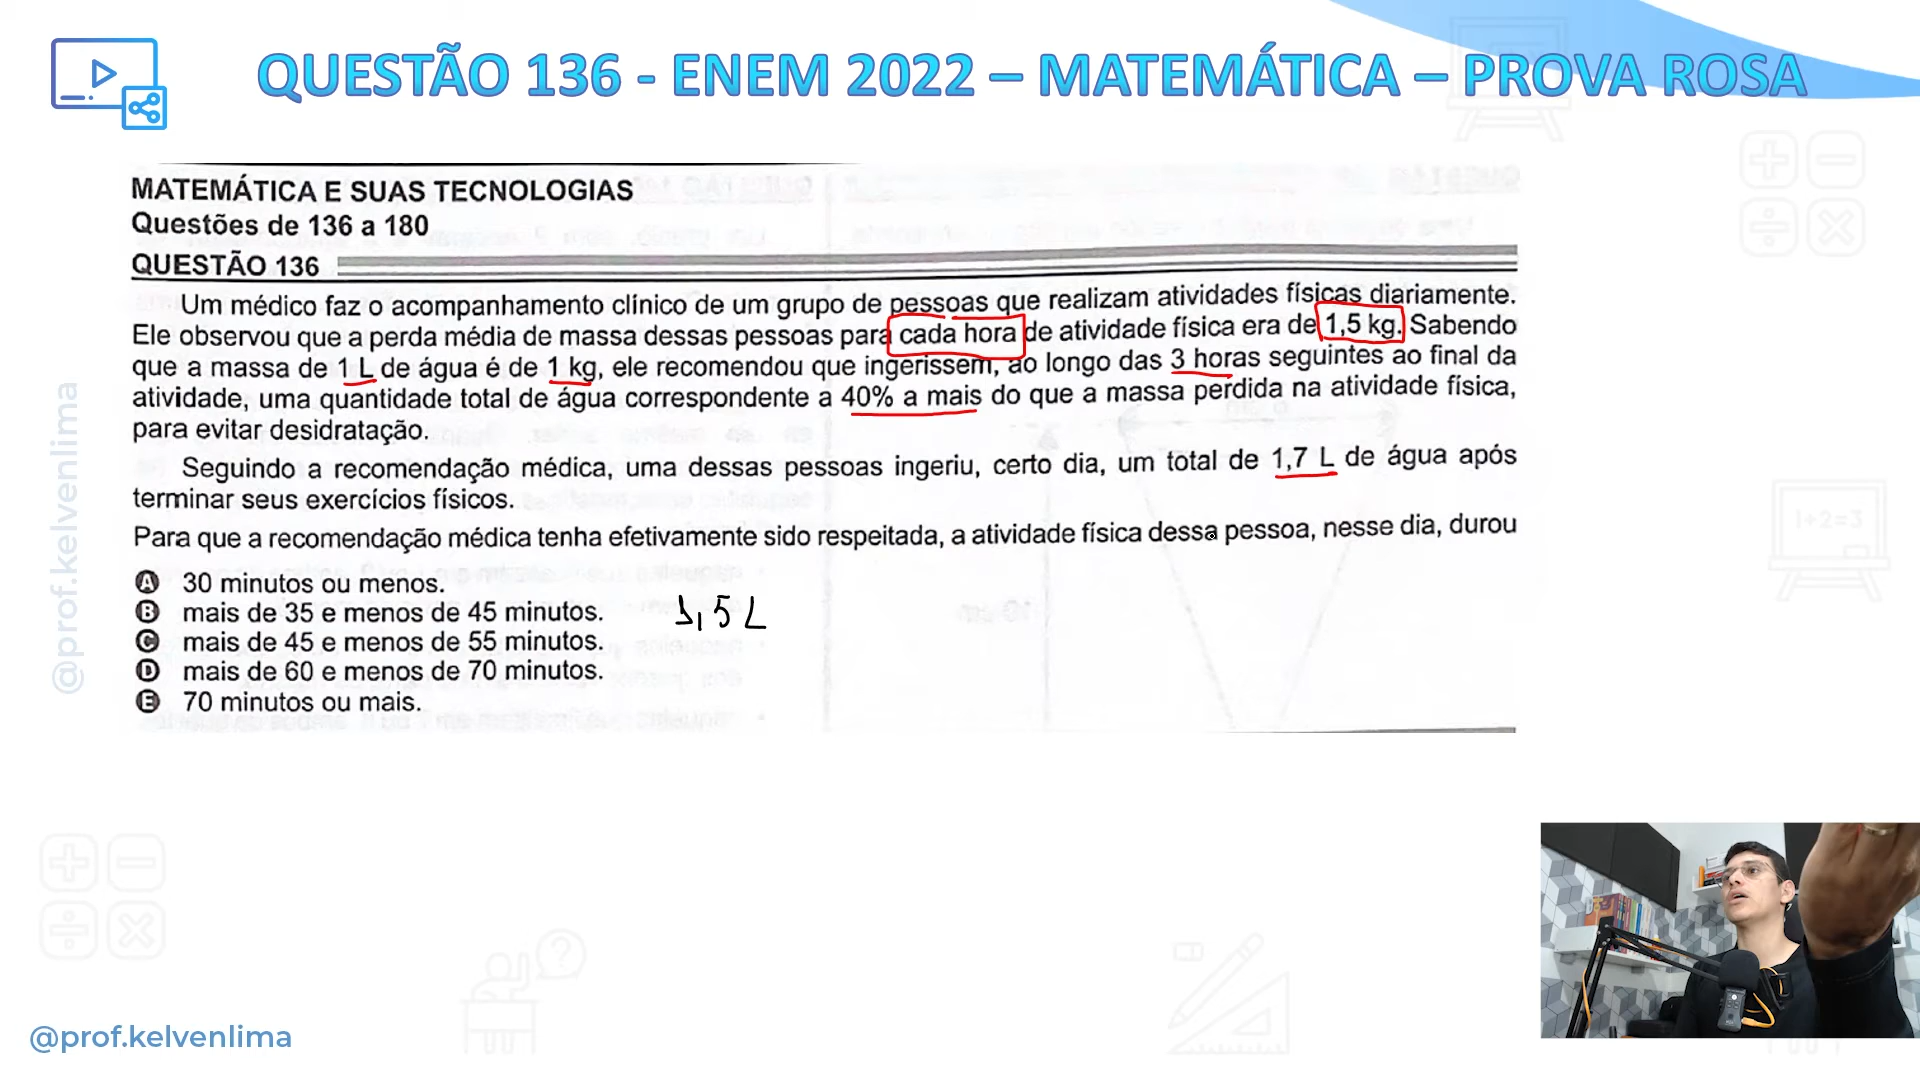 QUESTÃO 136 - ENEM 2022 – MATEMÁTICA – PROVA ROSA
MATEMÁTICA E SUAS TECNOLOGIAS
Questões de 136 a 180
QUESTÃO 136
Um médico faz o acompanhamento clínico de um grupo de pessoas que realizam atividades físicas diariamente.
Ele observou que a perda média de massa dessas pessoas para cada hora de atividade física era de 1,5 kg. Sabendo
que a massa de 1 L de água é de 1 kg, ele recomendou que ingerissem, ao longo das 3 horas seguintes ao final da
atividade, uma quantidade total de água correspondente a 40% a mais do que a massa perdida na atividade física,
para evitar desidratação.
Seguindo a recomendação médica, uma dessas pessoas ingeriu, certo dia, um total de 1,7 L de água após
terminar seus exercícios físicos.
Para que a recomendação médica tenha efetivamente sido respeitada, a atividade física dessa pessoa, nesse dia, durou
A 30 minutos ou menos.
B mais de 35 e menos de 45 minutos.
C mais de 45 e menos de 55 minutos.
D mais de 60 e menos de 70 minutos.
E 70 minutos ou mais.
1,5 L
1+2=3
@prof.kelvenlima
@prof.kelvenlima